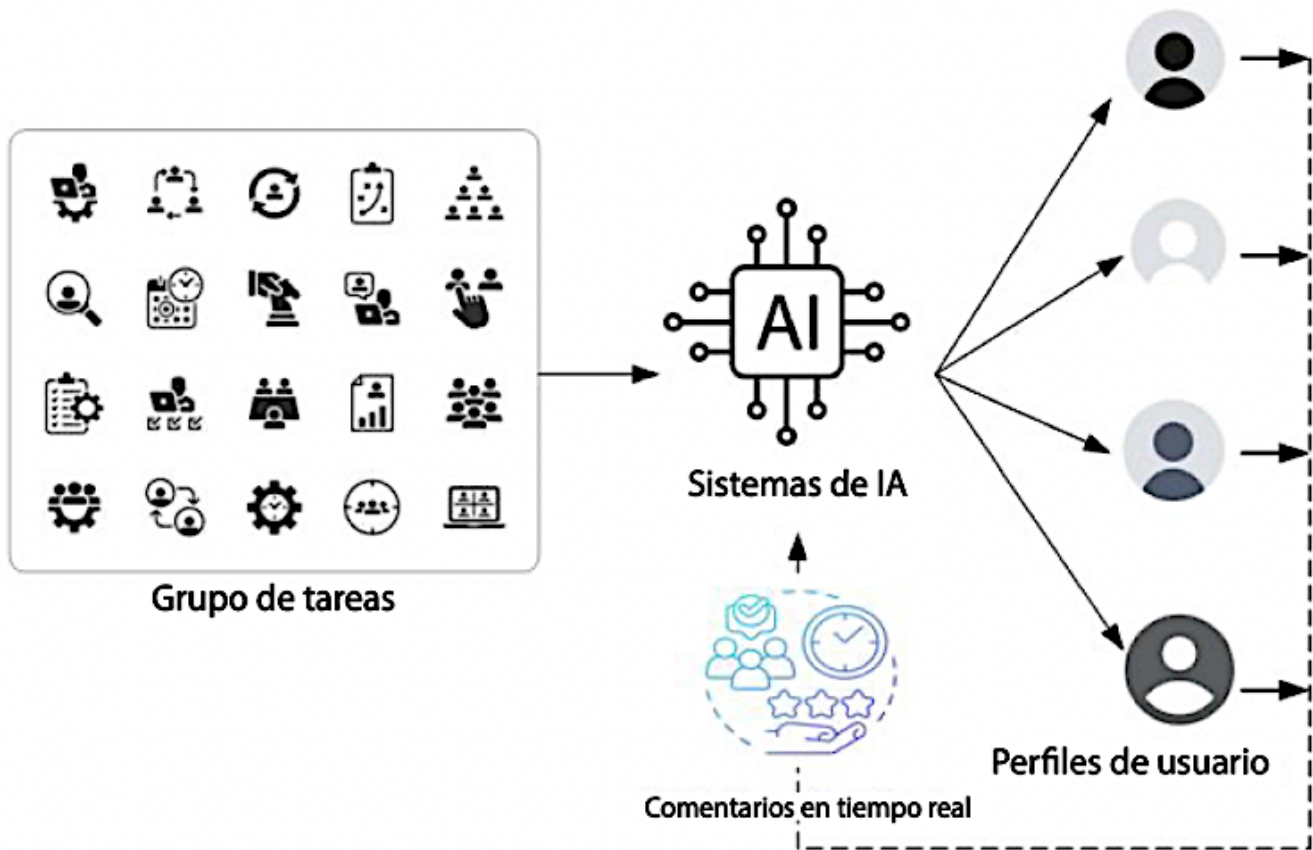 AI
Sistemas de IA
Grupo de tareas
Perfiles de usuario
Comentarios en tiempo real